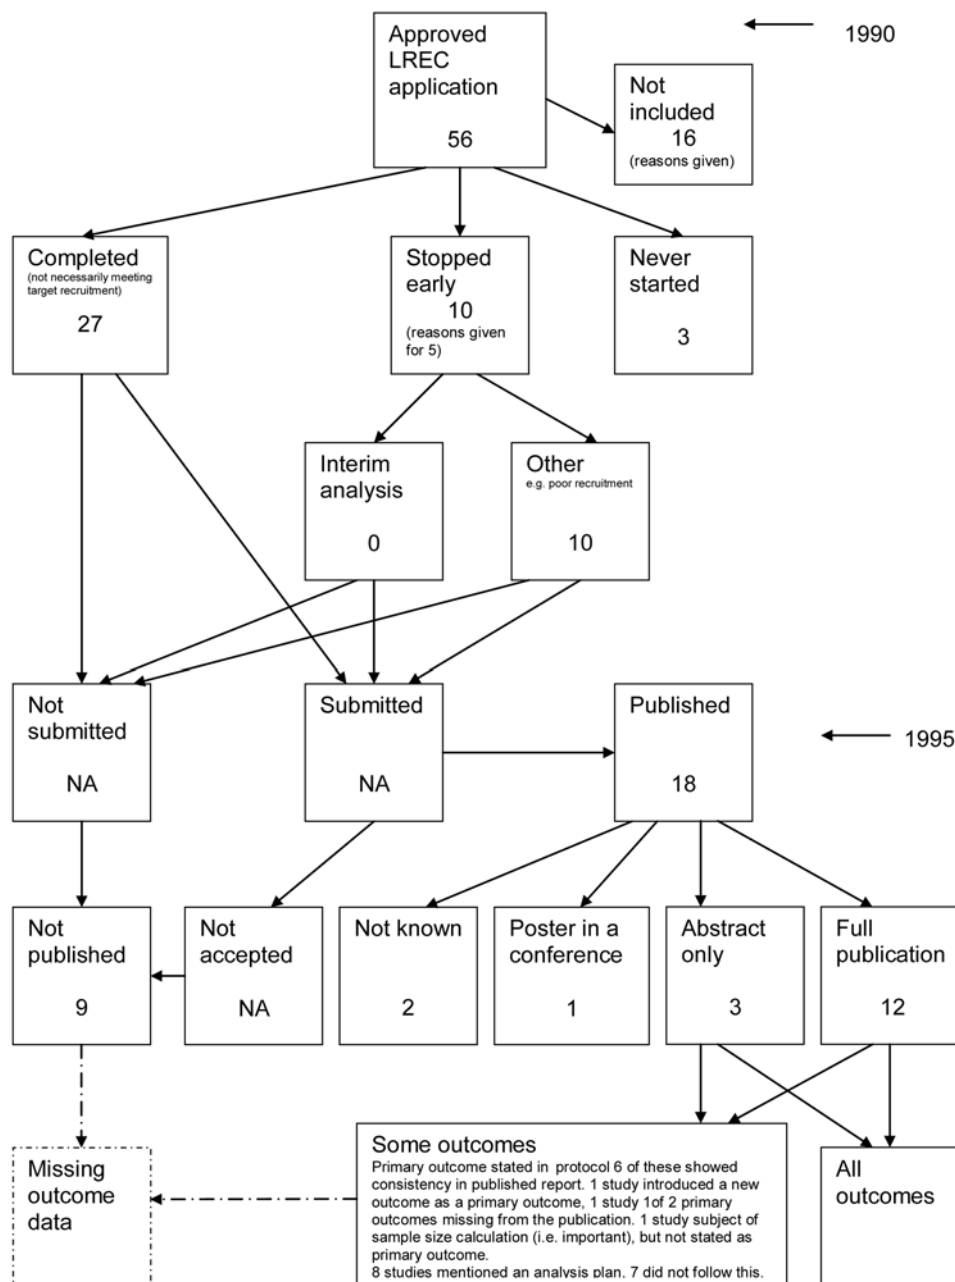 Approved
LREC
application
56
1990
Not
included
16
(reasons given)
Completed
(not necessarily meeting
target recruitment)
27
Stopped
early
10
(reasons given
for 5)
Never
started
3
Interim
analysis
0
Other
e.g. poor recruitment
10
Not
submitted
NA
Submitted
NA
Published
18
1995
Not
published
9
Not
accepted
NA
Not known
2
Poster in a
conference
1
Abstract
only
3
Full
publication
12
Missing
outcome
data
Some outcomes
Primary outcome stated in protocol 6 of these showed
consistency in published report. 1 study introduced a new
outcome as a primary outcome, 1 study 1of 2 primary
outcomes missing from the publication. 1 study subject of
sample size calculation (i.e. important), but not stated as
primary outcome.
8 studies mentioned an analysis plan. 7 did not follow this.
All
outcomes